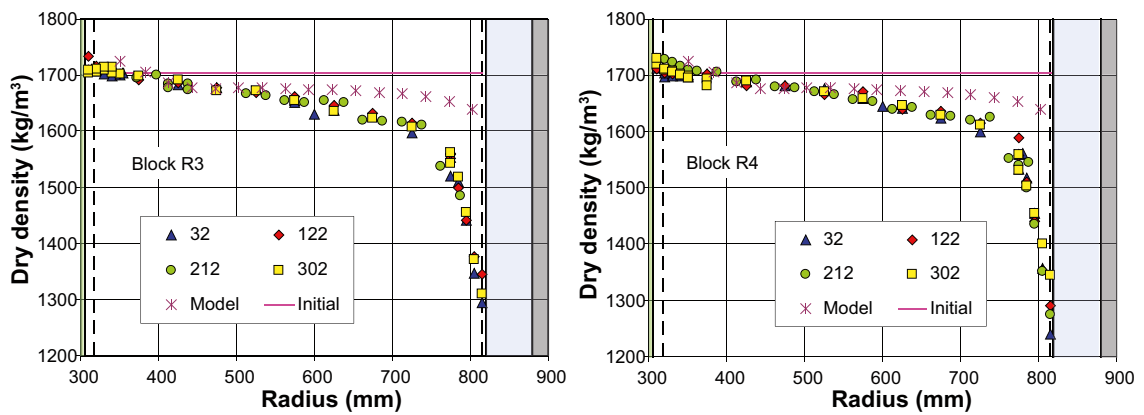 1800
1700
1600
1500
1400
1300
1200
Dry density (kg/m³)
Block R3
32
122
212
302
Model
Initial
300 400 500 600 700 800 900
Radius (mm)
1800
1700
1600
1500
1400
1300
1200
Dry density (kg/m³)
Block R4
32
122
212
302
Model
Initial
300 400 500 600 700 800 900
Radius (mm)